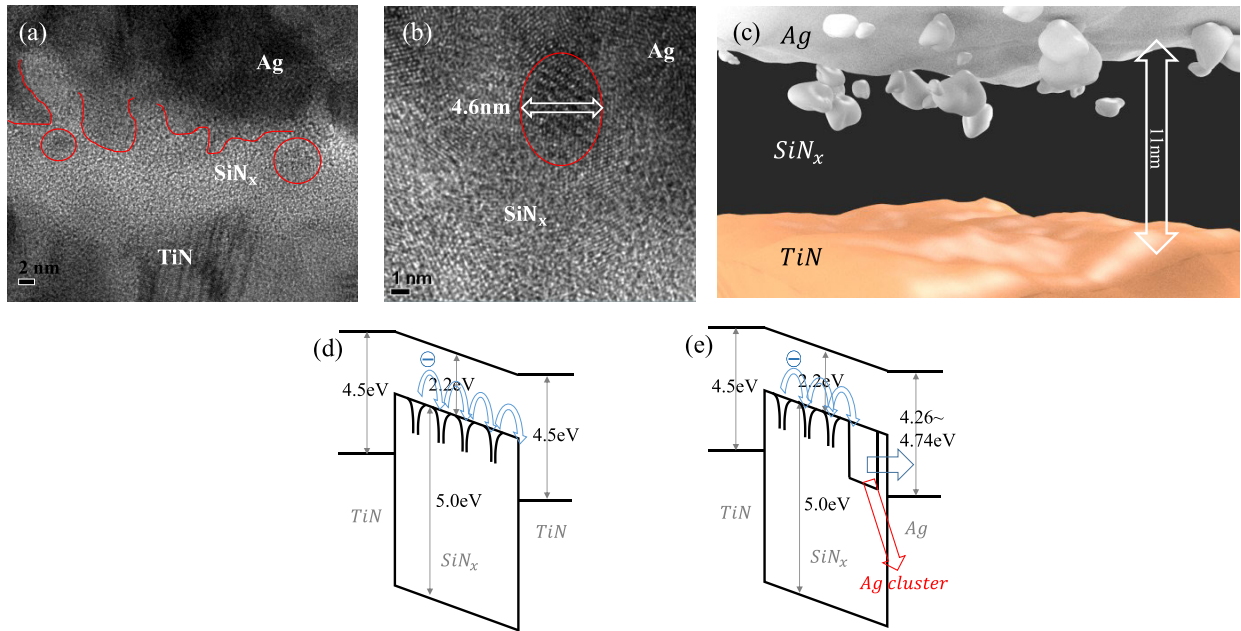 (a)
Ag
SiNx
TiN
2 nm
(b)
Ag
4.6nm
SiNx
1 nm
(c)
Ag
SiNx
11nm
TiN
(d)
4.5eV
2.2eV
4.5eV
5.0eV
TiN
TiN
SiNx
(e)
4.5eV
2.2eV
4.26~
4.74eV
5.0eV
TiN
Ag
SiNx
Ag cluster